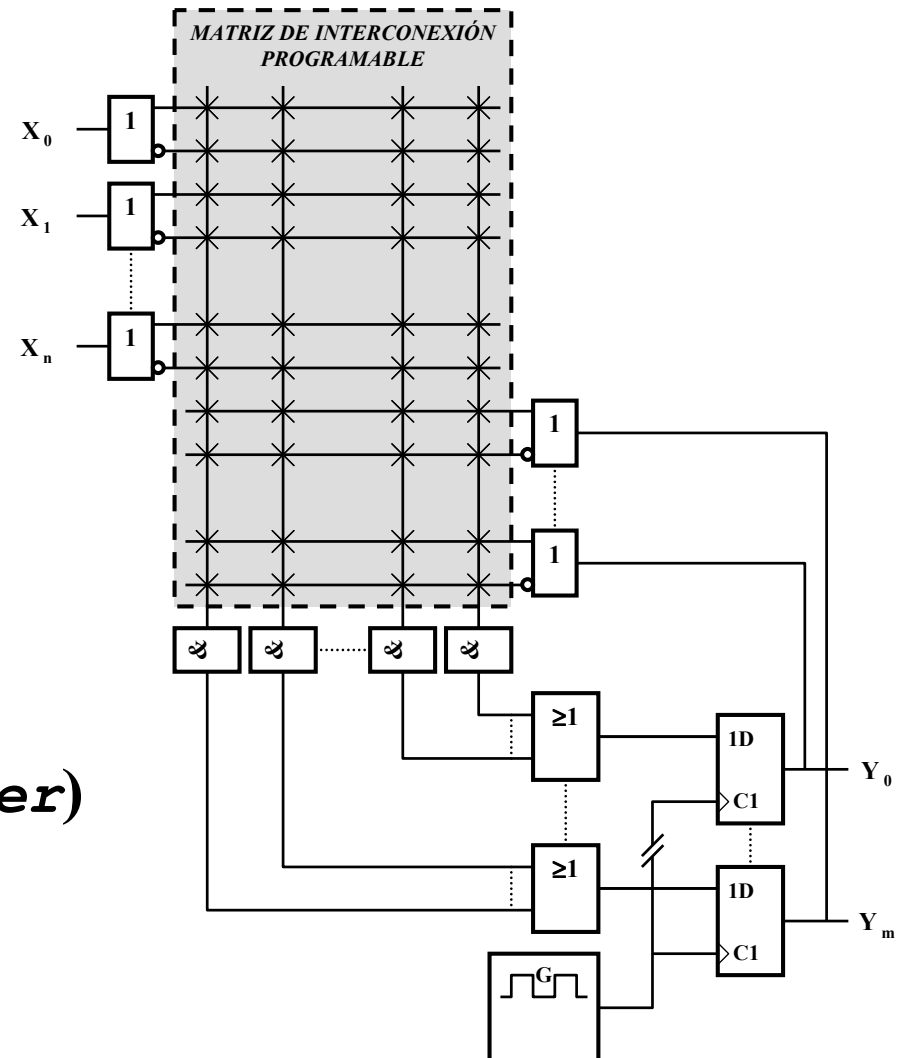 MATRIZ DE INTERCONEXIÓN
PROGRAMABLE
X0
1
X1
1
Xn
1
1
1
& & & &
≥1
1D
C1
Y0
≥1
1D
C1
Ym
er)
G